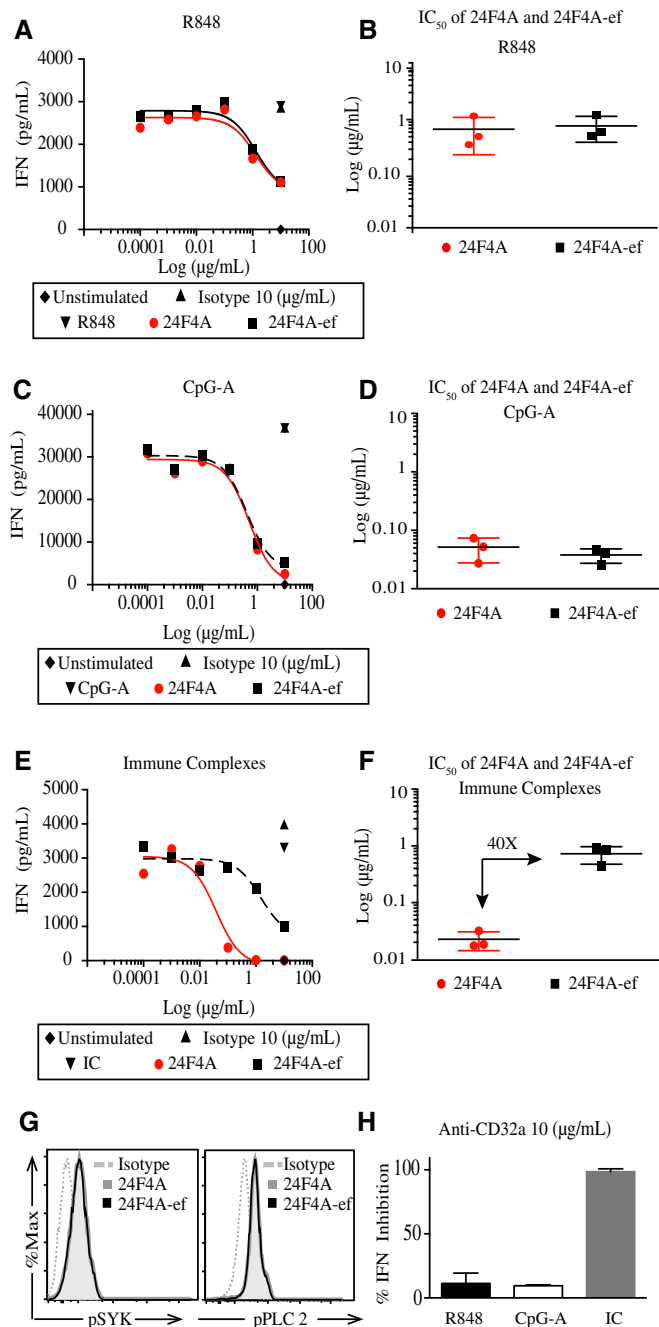 A
R848
IFN (pg/mL)
4000
3000
2000
1000
0
0.0001 0.01 1 100
Log (µg/mL)
◆Unstimulated ▲ Isotype 10 (µg/mL)
▼ R848 ● 24F4A ■ 24F4A-ef
B
IC50 of 24F4A and 24F4A-ef
R848
Log (µg/mL)
10
1
0.10
0.01
● 24F4A ■ 24F4A-ef
C
CpG-A
IFN (pg/mL)
40000
30000
20000
10000
0
0.0001 0.01 1 100
Log (µg/mL)
◆Unstimulated ▲ Isotype 10 (µg/mL)
▼CpG-A ● 24F4A ■ 24F4A-ef
D
IC50 of 24F4A and 24F4A-ef
CpG-A
Log (µg/mL)
10
1
0.10
0.01
● 24F4A ■ 24F4A-ef
E
Immune Complexes
IFN (pg/mL)
5000
4000
3000
2000
1000
0
0.0001 0.01 1 100
Log (µg/mL)
◆Unstimulated ▲ Isotype 10 (µg/mL)
▼ IC ● 24F4A ■ 24F4A-ef
F
IC50 of 24F4A and 24F4A-ef
Immune Complexes
Log (µg/mL)
10
1
0.10
0.01
40X
● 24F4A ■ 24F4A-ef
G
%Max
Isotype
24F4A
24F4A-ef
pSYK
Isotype
24F4A
24F4A-ef
pPLC 2
H
Anti-CD32a 10 (µg/mL)
% IFN Inhibition
100
50
0
R848 CpG-A IC